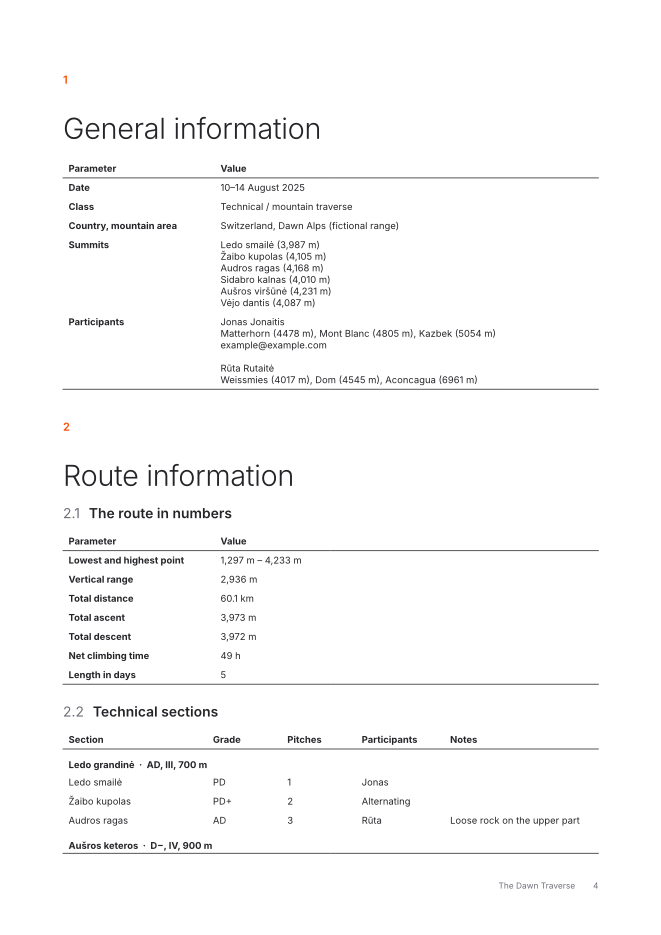 1
General information
Parameter Value
Date 10–14 August 2025
Class Technical / mountain traverse
Country, mountain area Switzerland, Dawn Alps (fictional range)
Summits Ledo smailė (3,987 m)
Žaibo kupolas (4,105 m)
Audros ragas (4,168 m)
Sidabro kalnas (4,010 m)
Aušros viršūnė (4,231 m)
Vėjo dantis (4,087 m)
Participants Jonas Jonaitis
Matterhorn (4478 m), Mont Blanc (4805 m), Kazbek (5054 m)
example@example.com
Rūta Rutaitė
Weissmies (4017 m), Dom (4545 m), Aconcagua (6961 m)
2
Route information
2.1 The route in numbers
Parameter Value
Lowest and highest point 1,297 m – 4,233 m
Vertical range 2,936 m
Total distance 60.1 km
Total ascent 3,973 m
Total descent 3,972 m
Net climbing time 49 h
Length in days 5
2.2 Technical sections
Section Grade Pitches Participants Notes
Ledo grandinė · AD, III, 700 m
Ledo smailė PD 1 Jonas
Žaibo kupolas PD+ 2 Alternating
Audros ragas AD 3 Rūta Loose rock on the upper part
Aušros keteros · D−, IV, 900 m
The Dawn Traverse 4